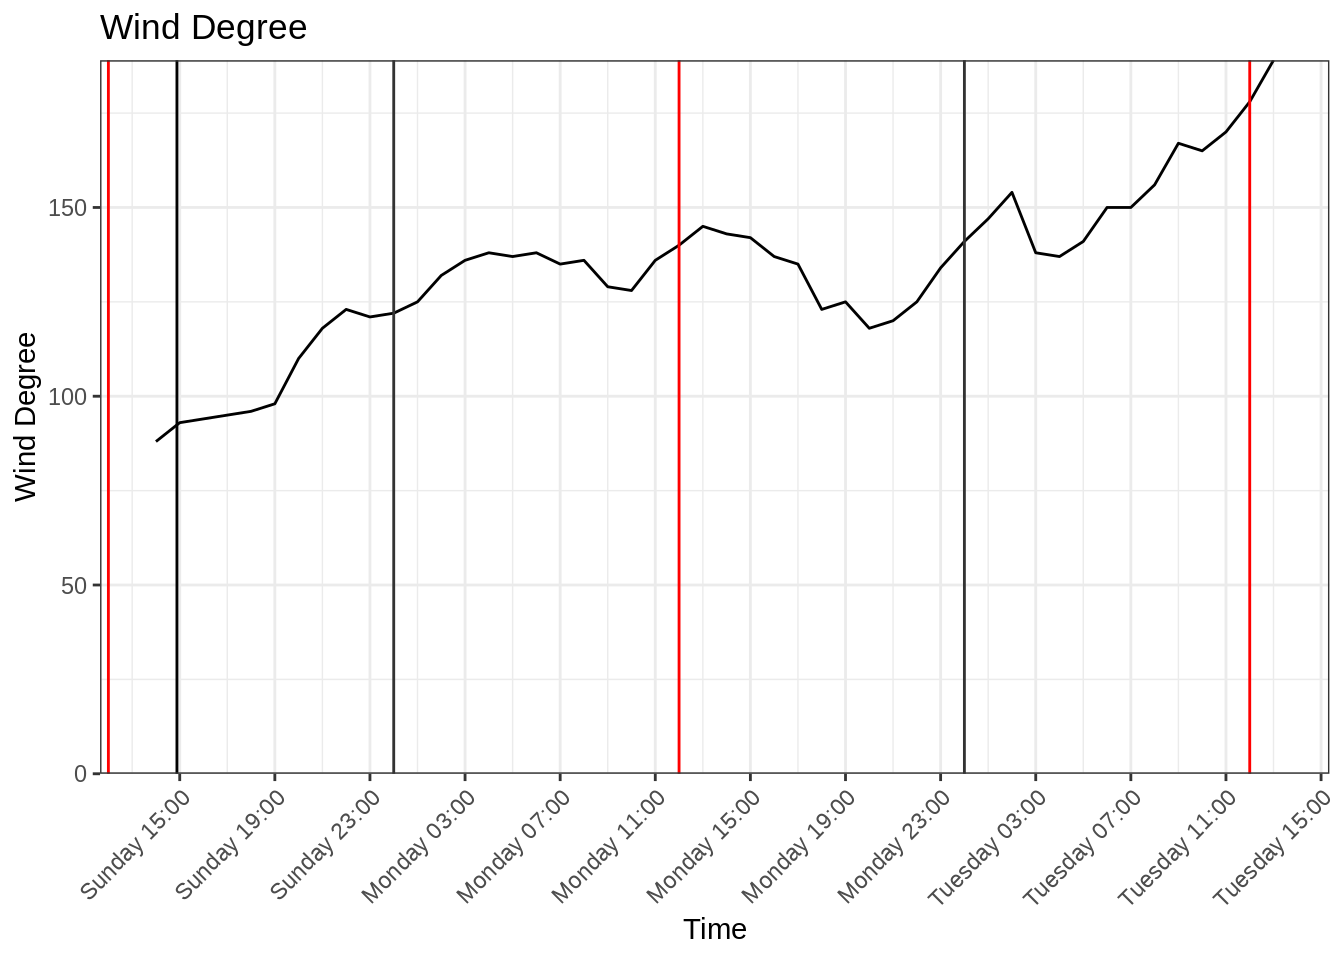 Wind Degree
Wind Degree
150
100
50
0
Sunday 15:00
Sunday 19:00
Sunday 23:00
Monday 03:00
Monday 07:00
Monday 11:00
Monday 15:00
Monday 19:00
Monday 23:00
Tuesday 03:00
Tuesday 07:00
Tuesday 11:00
Tuesday 15:00
Time